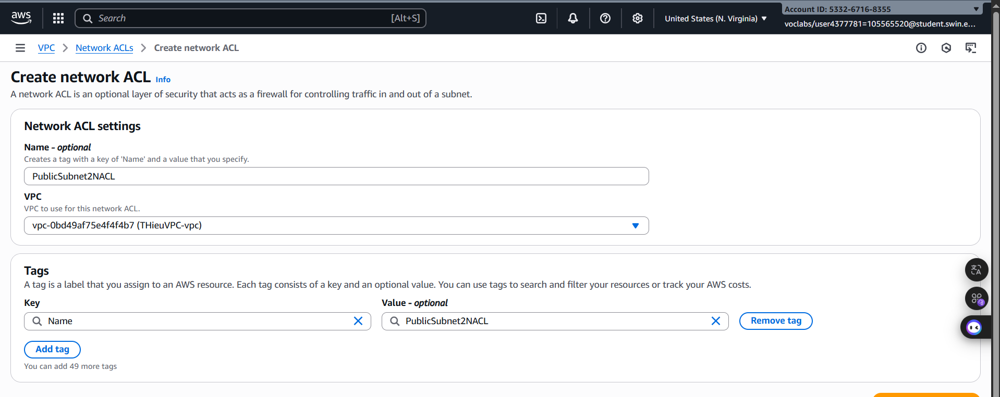 aws
Search
[Alt+S]
United States (N. Virginia)
Account ID: 5332-6716-8355
voclabs/user4377781=105565520@student.swin.e...
VPC
Network ACLs
Create network ACL
Create network ACL Info
A network ACL is an optional layer of security that acts as a firewall for controlling traffic in and out of a subnet.
Network ACL settings
Name - optional
Creates a tag with a key of 'Name' and a value that you specify.
PublicSubnet2NACL
VPC
VPC to use for this network ACL.
vpc-0bd49af75e4f4f4b7 (THieuVPC-vpc)
Tags
A tag is a label that you assign to an AWS resource. Each tag consists of a key and an optional value. You can use tags to search and filter your resources or track your AWS costs.
Key
Value - optional
Name
PublicSubnet2NACL
Remove tag
Add tag
You can add 49 more tags